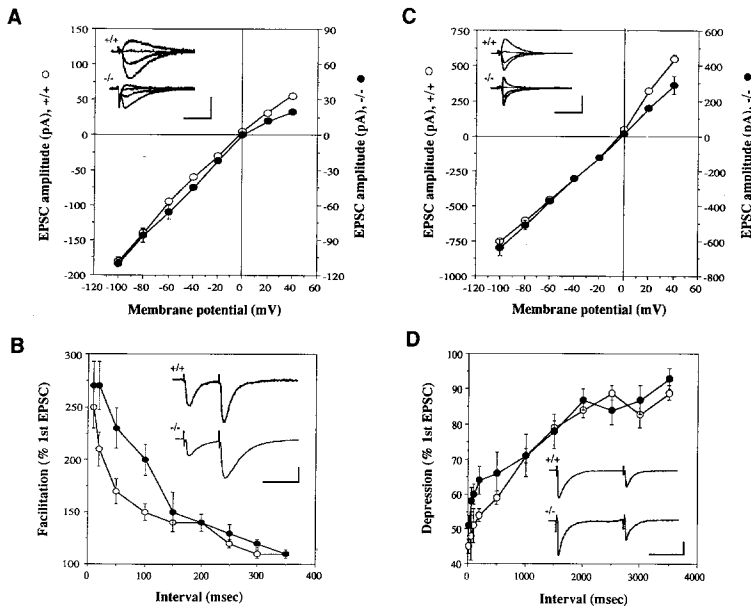 A
+/+
-/-
EPSC amplitude (pA), +/+ ○
150
100
50
0
-50
-100
-150
-200
EPSC amplitude (pA), -/- ●
90
60
30
0
-30
-60
-90
-120
-120 -100 -80 -60 -40 -20 0 20 40 60
Membrane potential (mV)
C
+/+
-/-
EPSC amplitude (pA), +/+ ○
750
500
250
0
-250
-500
-750
-1000
EPSC amplitude (pA), -/- ●
600
400
200
0
-200
-400
-600
-800
-120 -100 -80 -60 -40 -20 0 20 40 60
Membrane potential (mV)
B
+/+
-/-
Facilitation (% 1st EPSC)
300
250
200
150
100
0 100 200 300 400
Interval (msec)
D
+/+
-/-
Depression (% 1st EPSC)
100
90
80
70
60
50
40
0 1000 2000 3000 4000
Interval (msec)